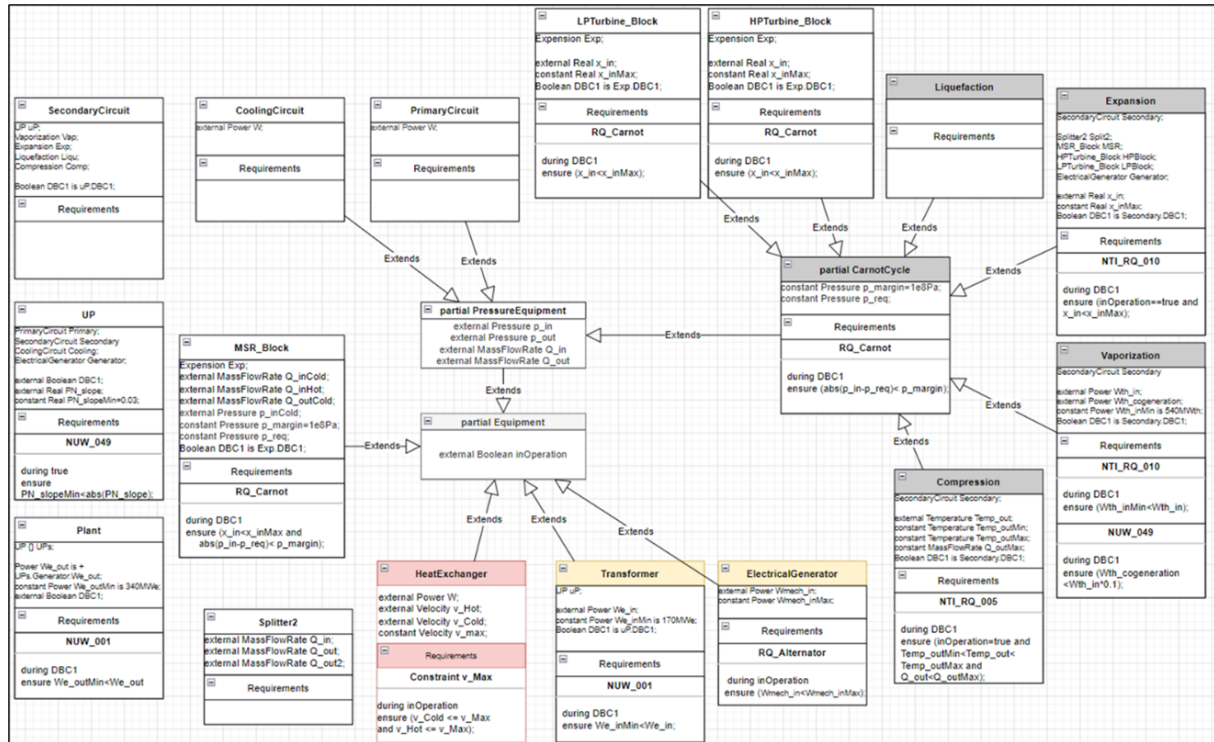 LPTurbine_Block
Expension Exp;
external Real x_in;
constant Real x_inMax;
Boolean DBC1 is Exp.DBC1;
Requirements
RQ_Carnot
during DBC1
ensure (x_in<x_inMax);
HPTurbine_Block
Expension Exp;
external Real x_in;
constant Real x_inMax;
Boolean DBC1 is Exp.DBC1;
Requirements
RQ_Carnot
during DBC1
ensure (x_in<x_inMax);
Liquefaction
Requirements
Expansion
SecondaryCircuit Secondary;
Splitter2 Split2;
MSR_Block MSR;
HPTurbine_Block HPBlock;
LPTurbine_Block LPBlock;
ElectricalGenerator Generator;
external Real x_in;
constant Real x_inMax;
Boolean DBC1 is Secondary.DBC1;
Requirements
NTI_RQ_010
during DBC1
ensure (inOperation==true and
x_in<x_inMax);
SecondaryCircuit
UP uP;
Vaporization Vap;
Expansion Exp;
Liquefaction Liqu;
Compression Comp;
Boolean DBC1 is uP.DBC1;
Requirements
CoolingCircuit
external Power W;
Requirements
PrimaryCircuit
external Power W;
Requirements
Extends
Extends
Extends
Extends
Extends
Extends
partial CarnotCycle
constant Pressure p_margin=1e8Pa;
constant Pressure p_req;
Requirements
RQ_Carnot
during DBC1
ensure (abs(p_in-p_req)< p_margin);
Extends
partial PressureEquipment
external Pressure p_in
external Pressure p_out
external MassFlowRate Q_in
external MassFlowRate Q_out
Extends
partial Equipment
external Boolean inOperation
UP
PrimaryCircuit Primary;
SecondaryCircuit Secondary
CoolingCircuit Cooling;
ElectricalGenerator Generator;
external Boolean DBC1;
external Real PN_slope;
constant Real PN_slopeMin=0.03;
Requirements
NUW_049
during true
ensure
PN_slopeMin<abs(PN_slope);
MSR_Block
Expension Exp;
external MassFlowRate Q_inCold;
external MassFlowRate Q_inHot;
external MassFlowRate Q_outCold;
external Pressure p_inCold;
constant Pressure p_margin=1e8Pa;
constant Pressure p_req;
Boolean DBC1 is Exp.DBC1;
Requirements
RQ_Carnot
during DBC1
ensure (x_in<x_inMax and
abs(p_in-p_req)< p_margin);
Extends
Vaporization
SecondaryCircuit Secondary
external Power Wth_in;
external Power Wth_cogeneration;
constant Power Wth_inMin is 540MWth;
Boolean DBC1 is Secondary.DBC1;
Requirements
NTI_RQ_010
during DBC1
ensure (Wth_inMin<Wth_in);
NUW_049
during DBC1
ensure (Wth_cogeneration
<Wth_in*0.1);
Extends
Extends
Compression
SecondaryCircuit Secondary;
external Temperature Temp_out;
constant Temperature Temp_outMin;
constant Temperature Temp_outMax;
constant MassFlowRate Q_outMax;
Boolean DBC1 is Secondary.DBC1;
Requirements
NTI_RQ_005
during DBC1
ensure (inOperation=true and
Temp_outMin<Temp_out<
Temp_outMax and
Q_out<Q_outMax);
Plant
UP {} UPs;
Power We_out is +
UPs.Generator.We_out;
constant Power We_outMin is 340MWe;
external Boolean DBC1;
Requirements
NUW_001
during DBC1
ensure We_outMin<We_out
Splitter2
external MassFlowRate Q_in;
external MassFlowRate Q_out;
external MassFlowRate Q_out2;
Requirements
Extends
Extends
Extends
HeatExchanger
external Power W;
external Velocity v_Hot;
external Velocity v_Cold;
constant Velocity v_max;
Requirements
Constraint v_Max
during inOperation
ensure (v_Cold <= v_Max
and v_Hot <= v_Max);
Transformer
UP uP;
external Power We_in;
constant Power We_inMin is 170MWe;
Boolean DBC1 is uP.DBC1;
Requirements
NUW_001
during DBC1
ensure We_inMin<We_in;
ElectricalGenerator
external Power Wmech_in;
constant Power Wmech_inMax;
Requirements
RQ_Alternator
during inOperation
ensure (Wmech_in<Wmech_inMax);